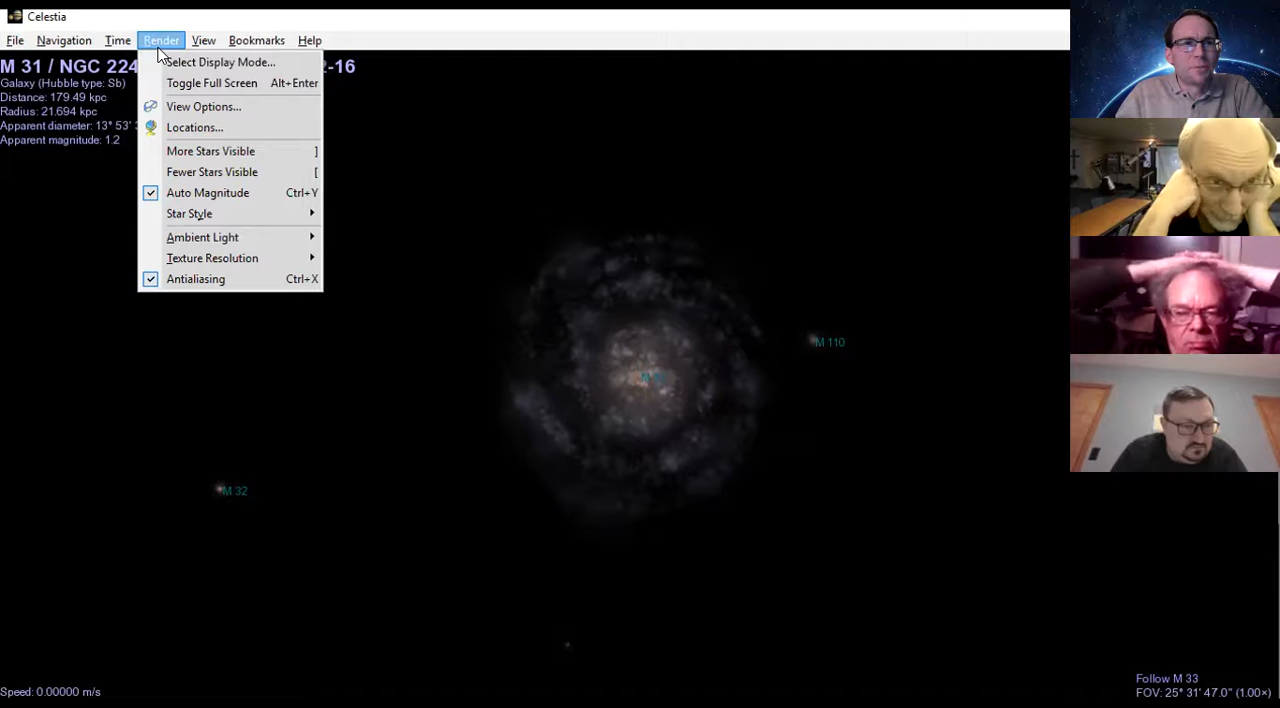 Celestia
File Navigation Time Render View Bookmarks Help
M 31 / NGC 224
2-16
Galaxy (Hubble type: Sb)
Distance: 179.49 kpc
Radius: 21.694 kpc
Apparent diameter: 13° 53'
Apparent magnitude: 1.2
Select Display Mode...
Toggle Full Screen Alt+Enter
View Options...
Locations...
More Stars Visible ]
Fewer Stars Visible [
Auto Magnitude Ctrl+Y
Star Style
Ambient Light
Texture Resolution
Antialiasing Ctrl+X
M 110
M 32
Speed: 0.00000 m/s
Follow M 33
FOV: 25° 31' 47.0" (1.00×)